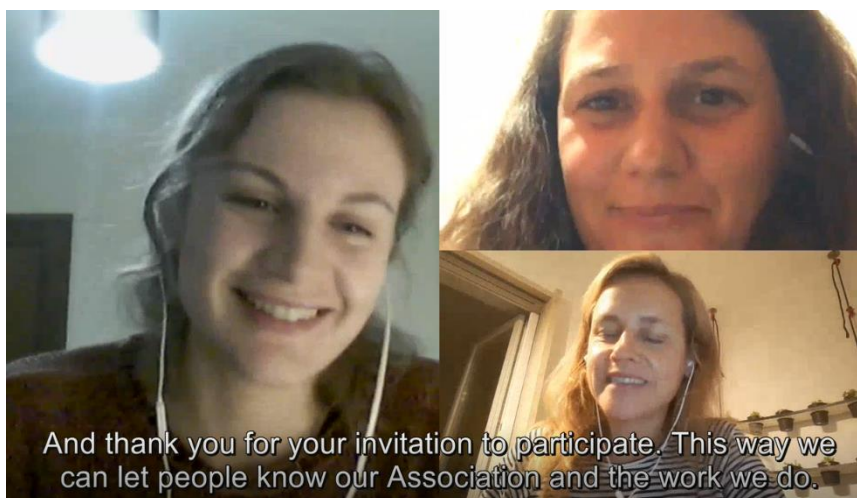 And thank you for your invitation to participate. This way we
can let people know our Association and the work we do.